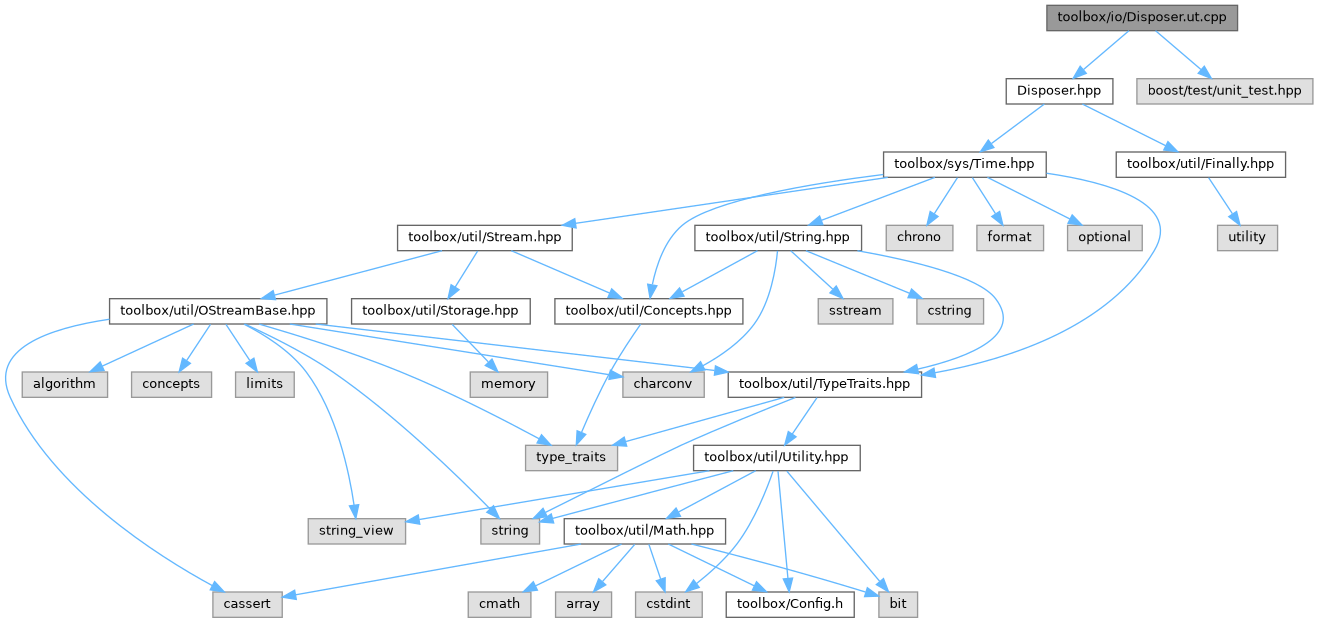 toolbox/io/Disposer.ut.cpp
Disposer.hpp
boost/test/unit_test.hpp
toolbox/sys/Time.hpp
toolbox/util/Finally.hpp
toolbox/util/Stream.hpp
toolbox/util/String.hpp
chrono
format
optional
utility
toolbox/util/OStreamBase.hpp
toolbox/util/Storage.hpp
toolbox/util/Concepts.hpp
sstream
cstring
algorithm
concepts
limits
memory
charconv
toolbox/util/TypeTraits.hpp
type_traits
toolbox/util/Utility.hpp
string_view
string
toolbox/util/Math.hpp
cassert
cmath
array
cstdint
toolbox/Config.h
bit